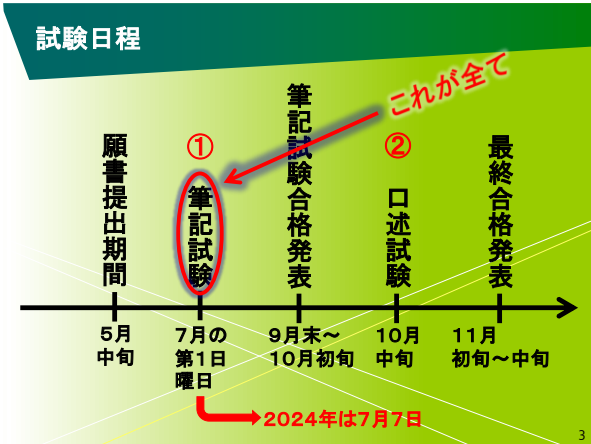 試験日程
これが全て
願書提出期間
①
筆記試験
筆記試験合格発表
②
口述試験
最終合格発表
5月
中旬
7月の
第1日
曜日
9月末～
10月初旬
10月
中旬
11月
初旬～中旬
2024年は7月7日
3